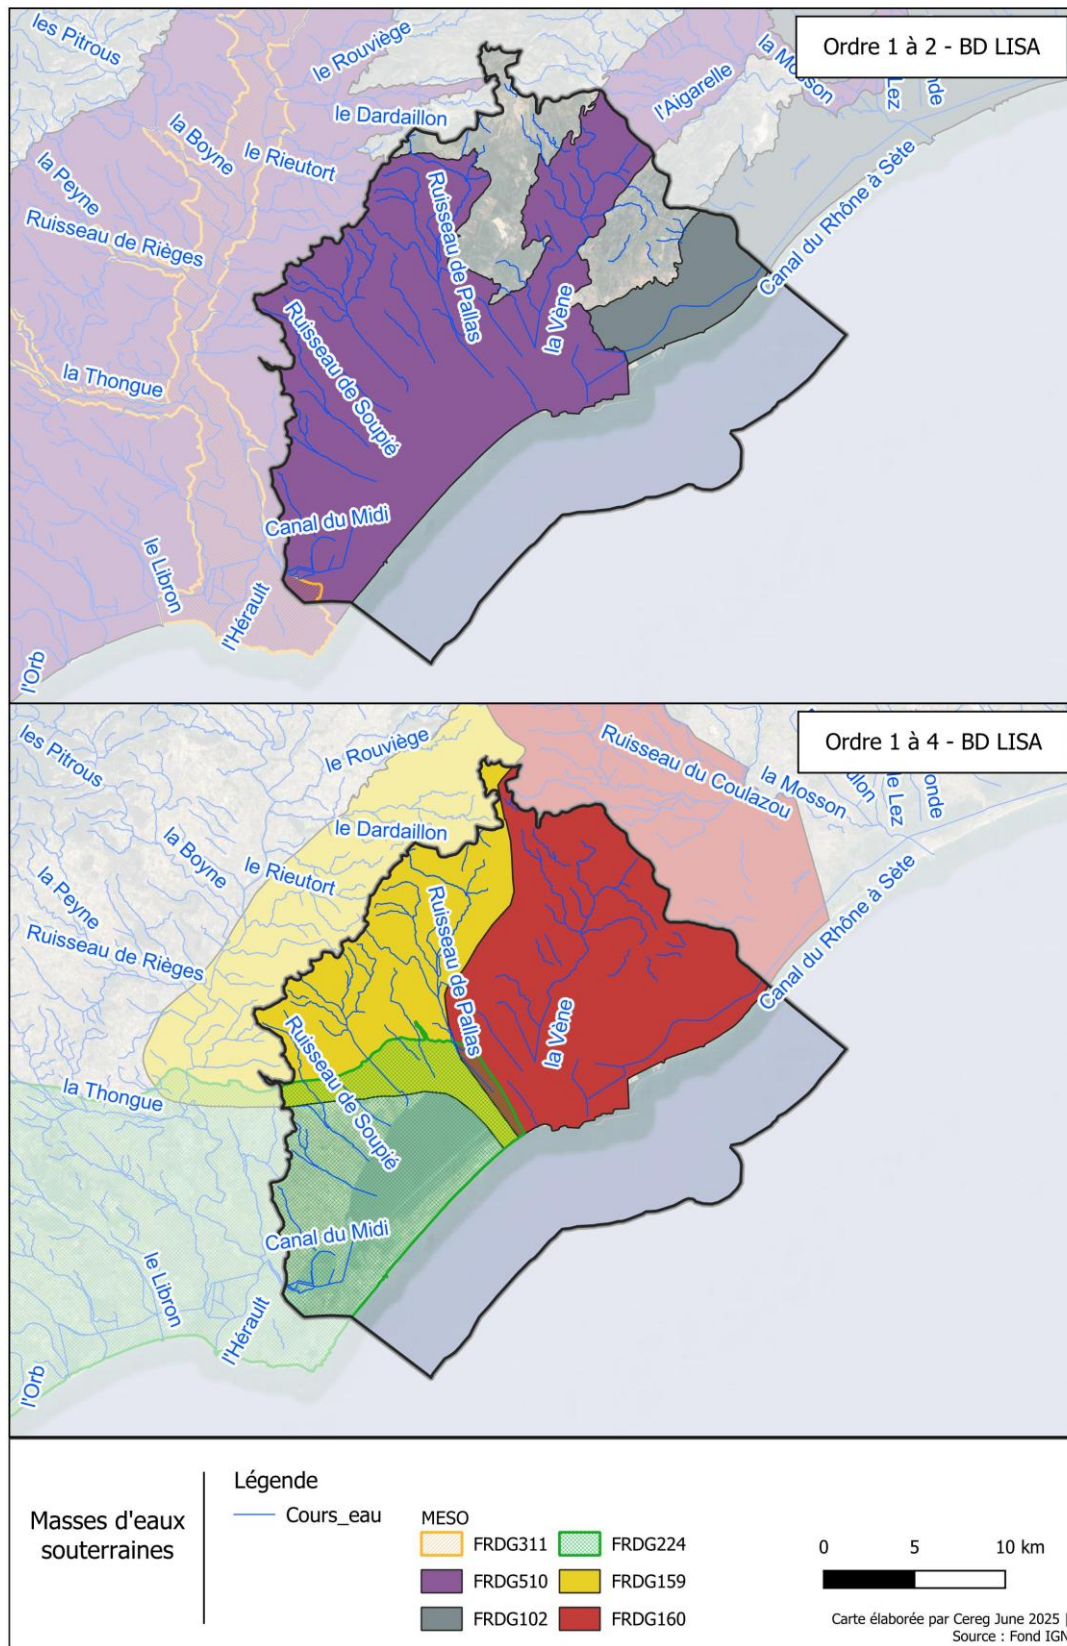 Ordre 1 à 2 - BD LISA
les Pitrous
le Rouviège
la Mosson
Lez
onde
l'Aigarelle
le Dardaillon
la Boyne
le Rieutort
la Peyne
Ruisseau de Rièges
Ruisseau de Pallas
Canal du Rhône à Sète
la Vène
Ruisseau de Soupié
la Thongue
Canal du Midi
le Libron
l'Hérault
l'Orb
Ordre 1 à 4 - BD LISA
les Pitrous
le Rouviège
Ruisseau du Coulazou
la Mosson
ulon
le Lez
onde
le Dardaillon
la Boyne
le Rieutort
la Peyne
Ruisseau de Rièges
Ruisseau de Pallas
Canal du Rhône à Sète
la Vène
la Thongue
Ruisseau de Soupié
Canal du Midi
le Libron
l'Hérault
l'Orb
Masses d'eaux
souterraines
Légende
Cours_eau
MESO
FRDG311
FRDG224
FRDG510
FRDG159
FRDG102
FRDG160
0 5 10 km
Carte élaborée par Cereg June 2025 |
Source : Fond IGN